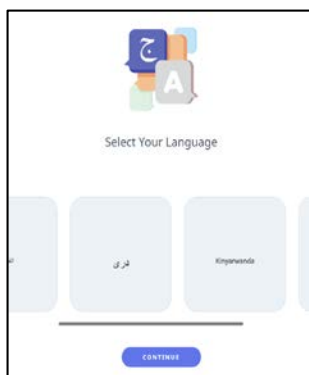 ج
A
Select Your Language
دری
Kinyarwanda
CONTINUE